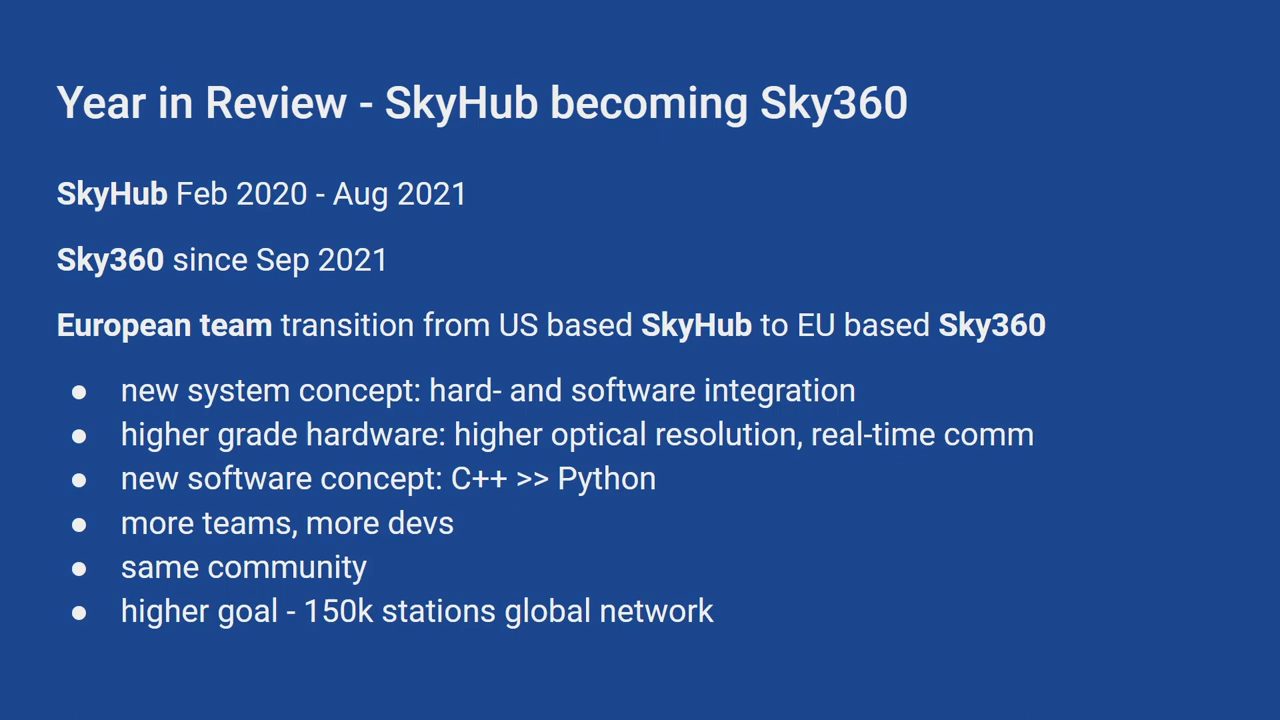 Year in Review - SkyHub becoming Sky360
SkyHub Feb 2020 - Aug 2021
Sky360 since Sep 2021
European team transition from US based SkyHub to EU based Sky360
● new system concept: hard- and software integration
● higher grade hardware: higher optical resolution, real-time comm
● new software concept: C++ >> Python
● more teams, more devs
● same community
● higher goal - 150k stations global network